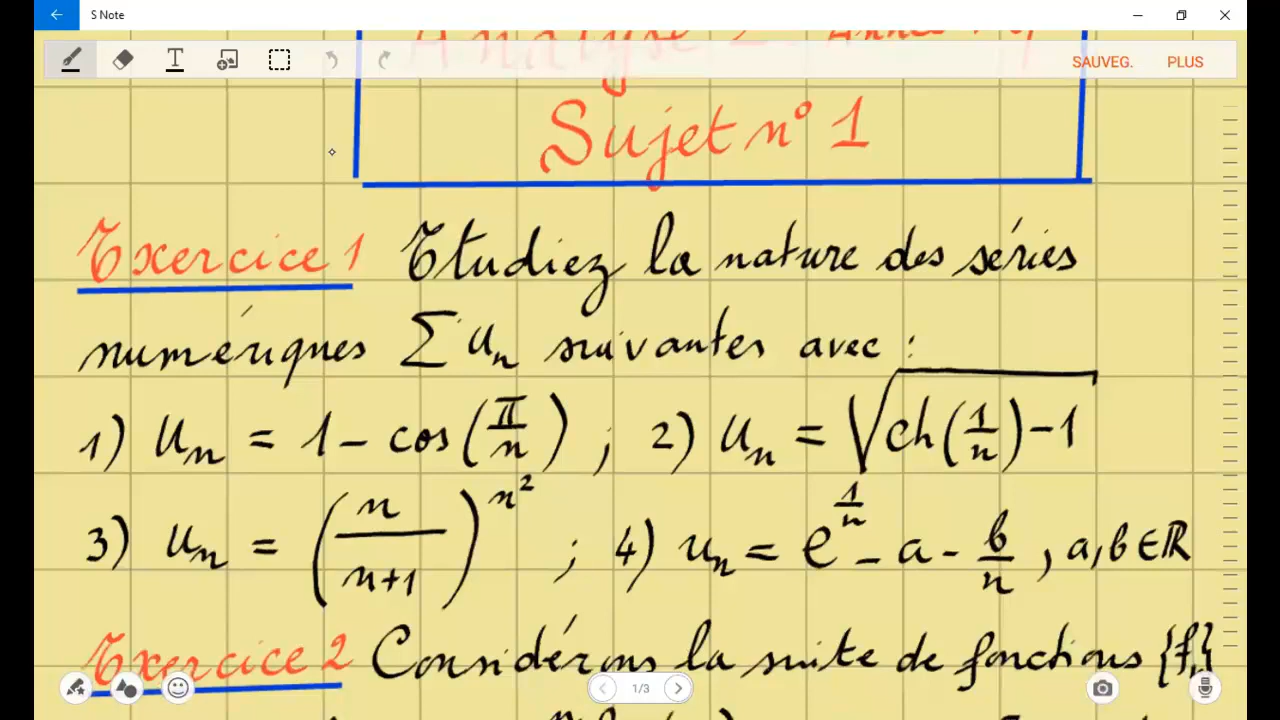 S Note
Analyse 2
SAUVEG. PLUS
Sujet n° 1
Exercice 1 Etudiez la nature des séries
numériques ∑ Un suivantes avec :
1) Un = 1 - cos(π/n) ; 2) Un = √(ch(1/n) - 1)
3) Un = (n/(n+1))^n² ; 4) un = e^(1/n) - a - b/n , a, b ∈ ℝ
Exercice 2 Considérons la suite de fonctions {fn}
1/3